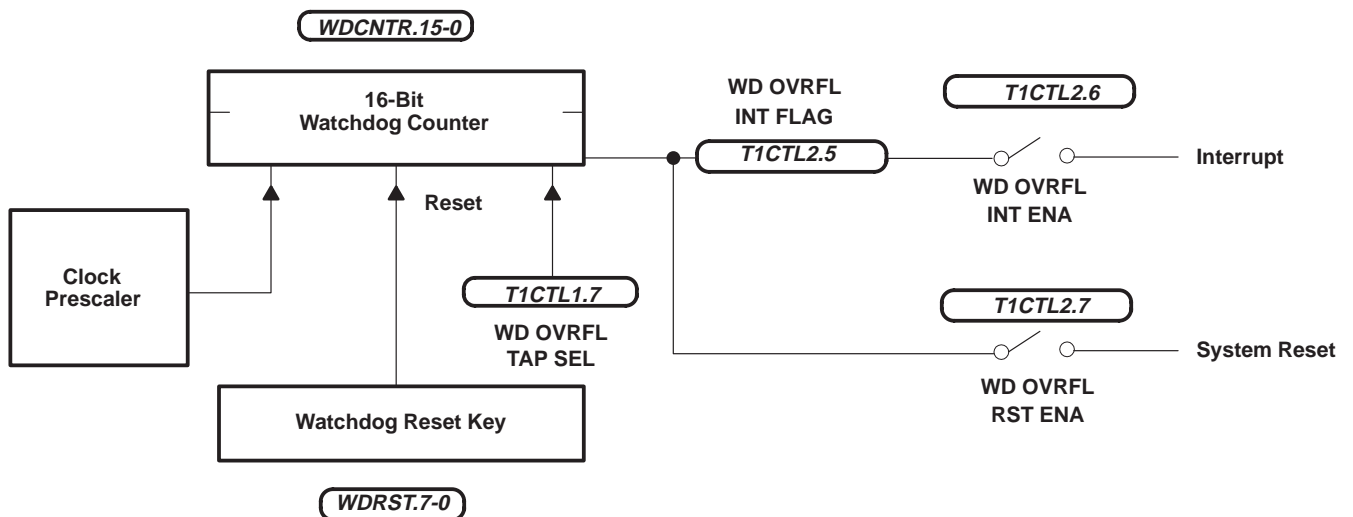 WDCNTR.15-0
16-Bit
Watchdog Counter
WD OVRFL
INT FLAG
T1CTL2.5
T1CTL2.6
Interrupt
WD OVRFL
INT ENA
Reset
Clock
Prescaler
T1CTL1.7
WD OVRFL
TAP SEL
T1CTL2.7
System Reset
WD OVRFL
RST ENA
Watchdog Reset Key
WDRST.7-0